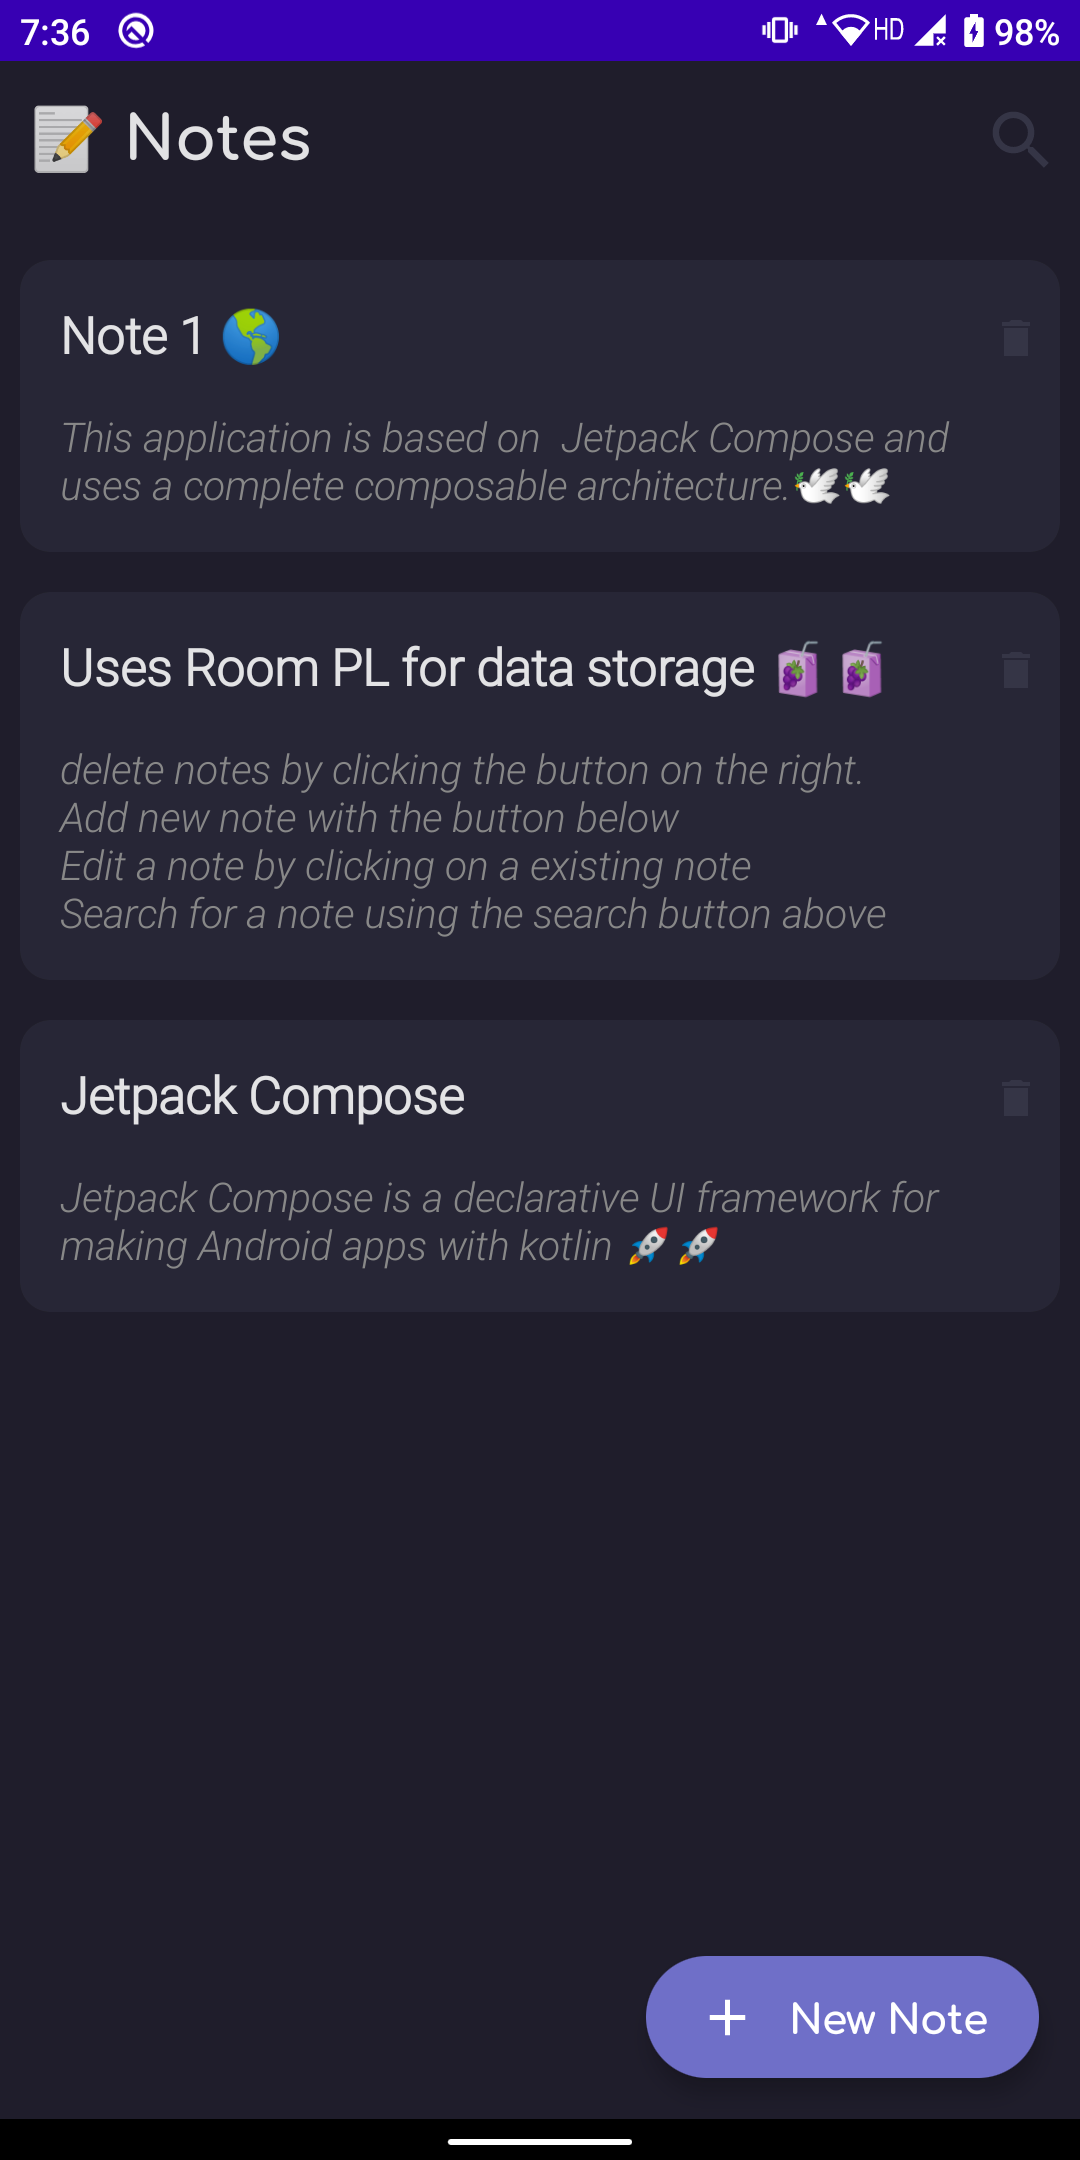 7:36 HD 98%
📝 Notes
Note 1 🌎
This application is based on  Jetpack Compose and
uses a complete composable architecture.🕊️🕊️
Uses Room PL for data storage 🧃 🧃
delete notes by clicking the button on the right.
Add new note with the button below
Edit a note by clicking on a existing note
Search for a note using the search button above
Jetpack Compose
Jetpack Compose is a declarative UI framework for
making Android apps with kotlin 🚀 🚀
+ New Note